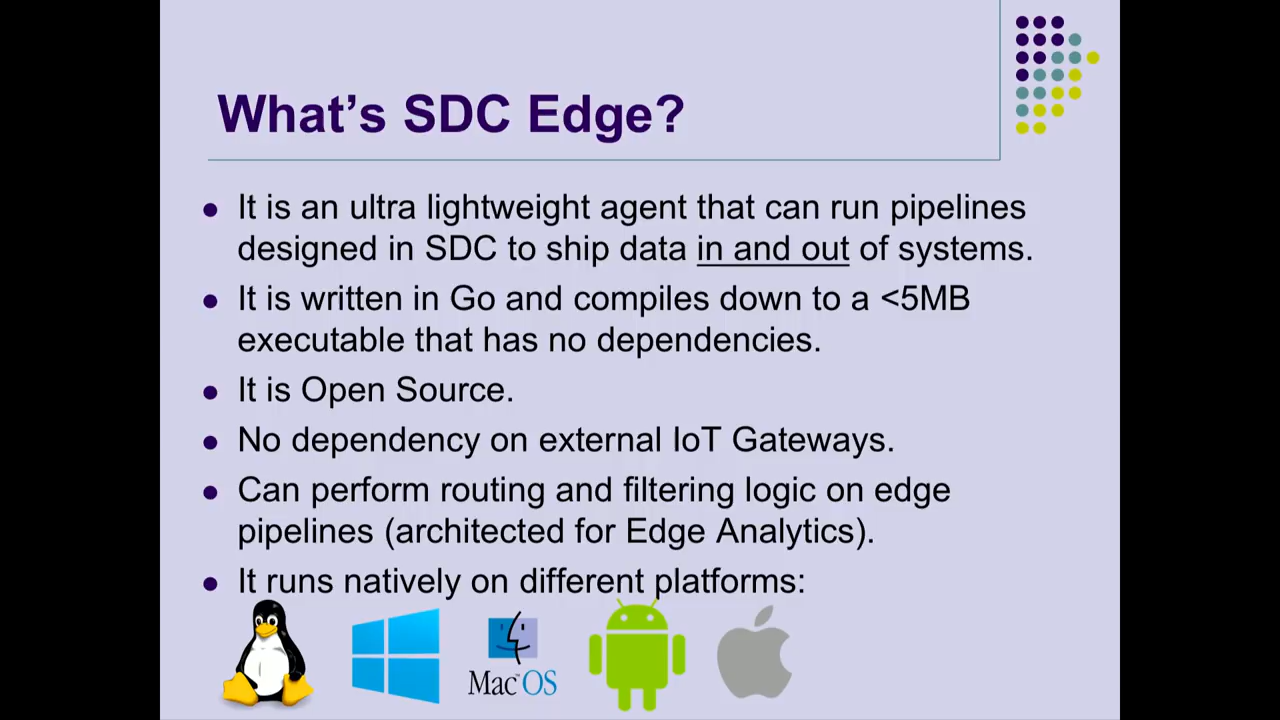 What’s SDC Edge?
● It is an ultra lightweight agent that can run pipelines
designed in SDC to ship data in and out of systems.
● It is written in Go and compiles down to a <5MB
executable that has no dependencies.
● It is Open Source.
● No dependency on external IoT Gateways.
● Can perform routing and filtering logic on edge
pipelines (architected for Edge Analytics).
● It runs natively on different platforms:
Mac™OS